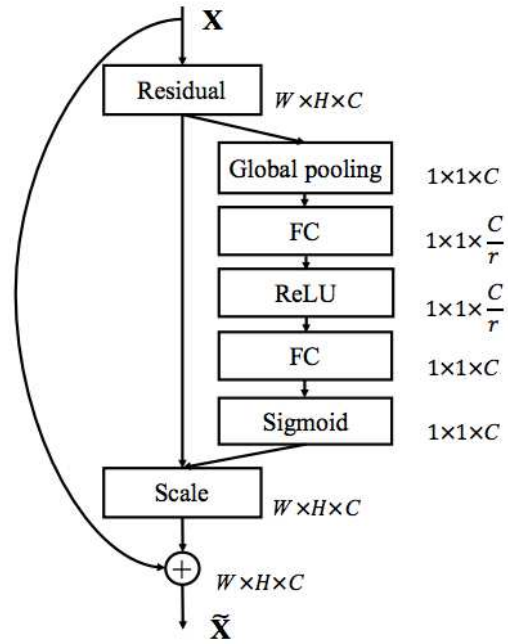 X
Residual
W×H×C
Global pooling
1×1×C
FC
1×1×C/r
ReLU
1×1×C/r
FC
1×1×C
Sigmoid
1×1×C
Scale
W×H×C
+
W×H×C
X̃